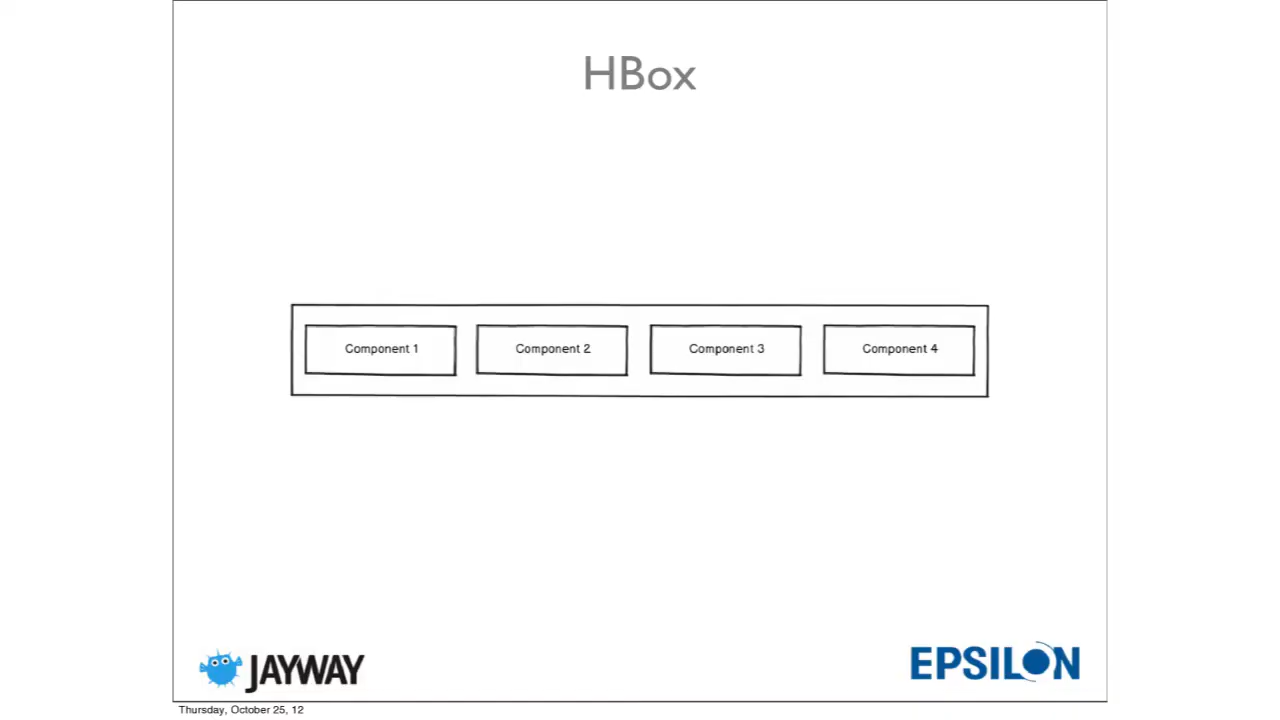 HBox
Component 1
Component 2
Component 3
Component 4
JAYWAY
EPSILON
Thursday, October 25, 12